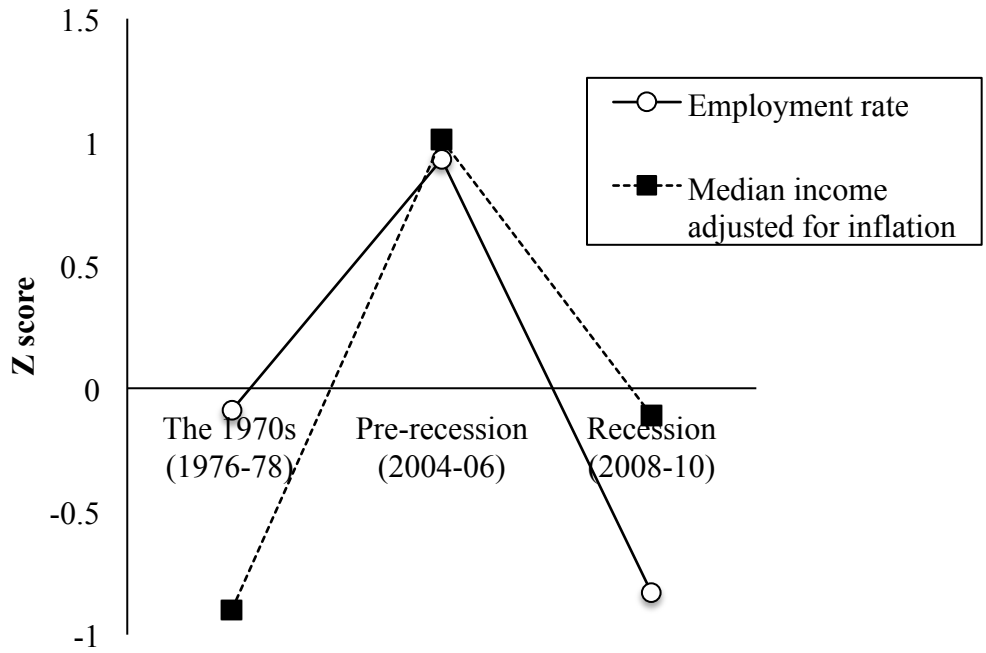 1.5
1
0.5
0
-0.5
-1
Z score
Employment rate
Median income
adjusted for inflation
The 1970s
(1976-78)
Pre-recession
(2004-06)
Recession
(2008-10)